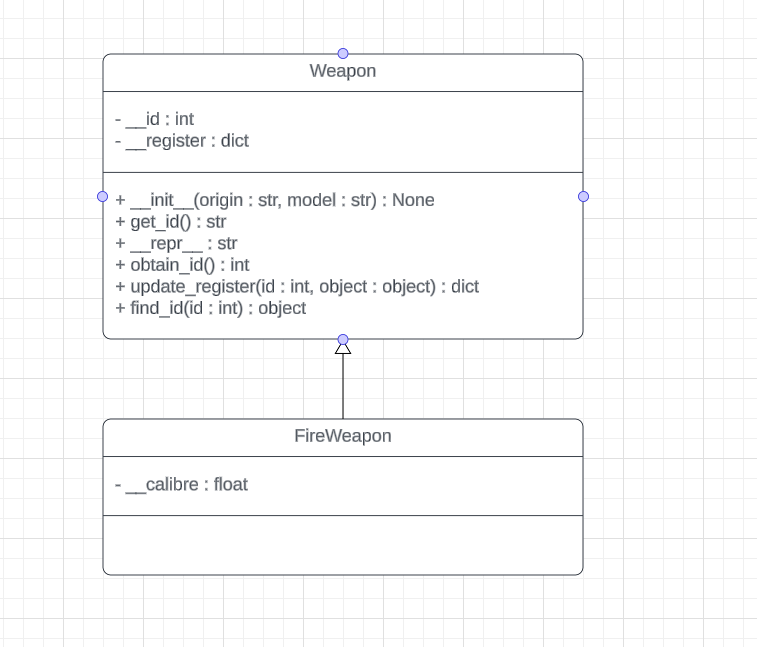 Weapon
- __id : int
- __register : dict
+ __init__(origin : str, model : str) : None
+ get_id() : str
+ __repr__ : str
+ obtain_id() : int
+ update_register(id : int, object : object) : dict
+ find_id(id : int) : object
FireWeapon
- __calibre : float